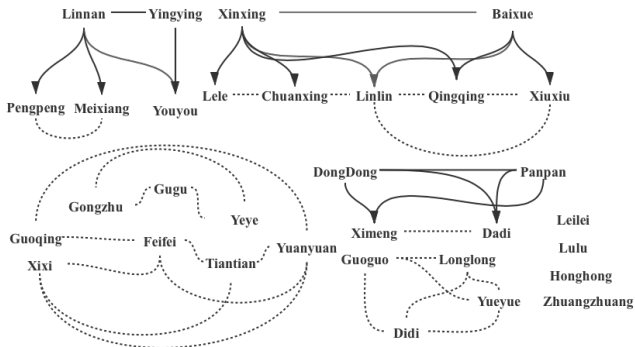 Linnan Yingying Xinxing Baixue
Pengpeng Meixiang Youyou Lele Chuanxing Linlin Qingqing Xiuxiu
DongDong Panpan
Gugu
Gongzhu
Yeye
Leilei
Ximeng Dadi
Guoqing Feifei Yuanyuan
Lulu
Xixi Tiantian
Guoguo Longlong
Honghong
Yueyue Zhuangzhuang
Didi